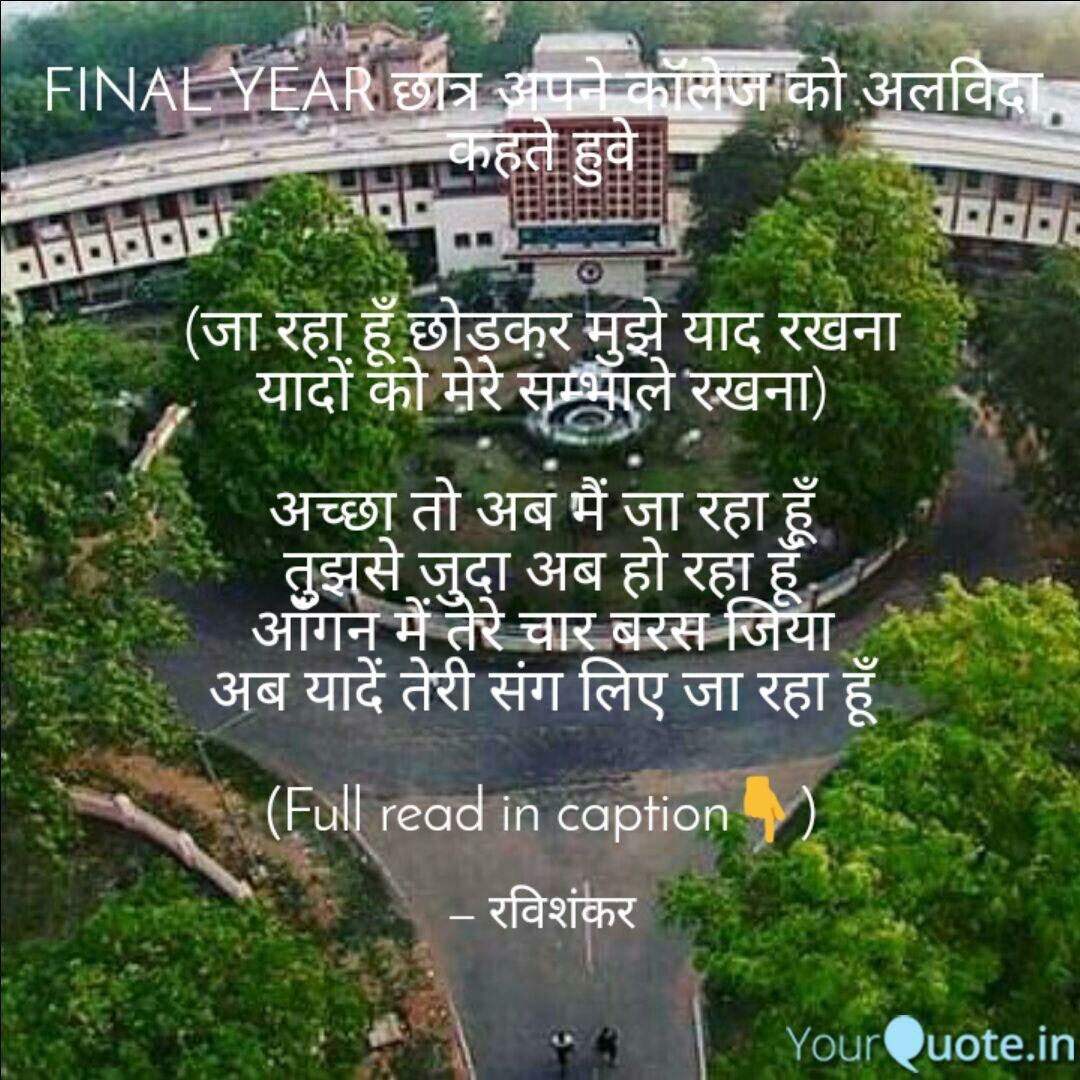 FINAL YEAR छात्र अपने कॉलेज को अलविदा
कहते हुवे
(जा रहा हूँ छोड़कर मुझे याद रखना
यादों को मेरे सम्भाले रखना)
अच्छा तो अब मैं जा रहा हूँ
तुझसे जुदा अब हो रहा हूँ
आँगन में तेरे चार बरस जिया
अब यादें तेरी संग लिए जा रहा हूँ
(Full read in caption👇)
– रविशंकर
YourQuote.in